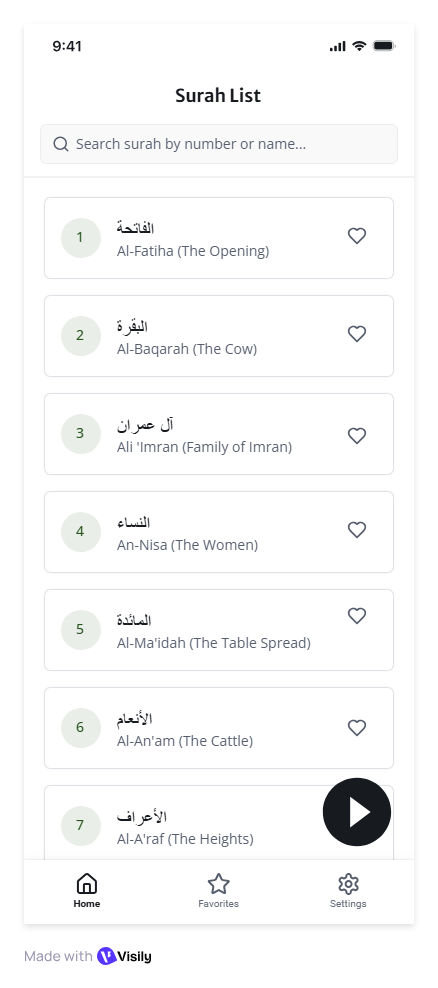 9:41
Surah List
Search surah by number or name...
1
الفاتحة
Al-Fatiha (The Opening)
2
البقرة
Al-Baqarah (The Cow)
3
آل عمران
Ali 'Imran (Family of Imran)
4
النساء
An-Nisa (The Women)
5
المائدة
Al-Ma'idah (The Table Spread)
6
الأنعام
Al-An'am (The Cattle)
7
الأعراف
Al-A'raf (The Heights)
Home
Favorites
Settings
Made with Visily